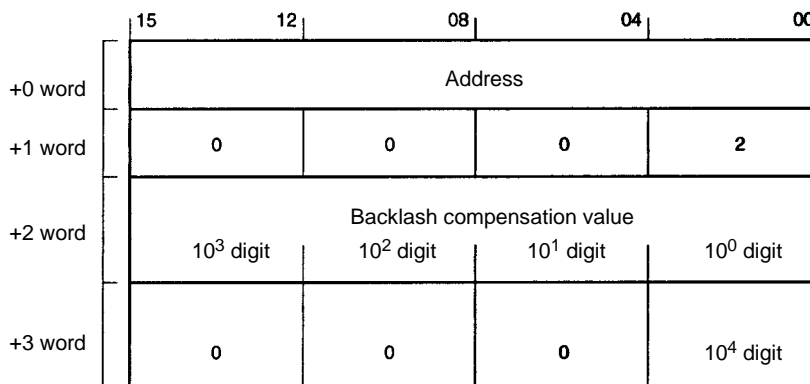 15 12 08 04 00
+0 word Address
+1 word 0 0 0 2
+2 word Backlash compensation value
10³ digit 10² digit 10¹ digit 10⁰ digit
+3 word 0 0 0 10⁴ digit